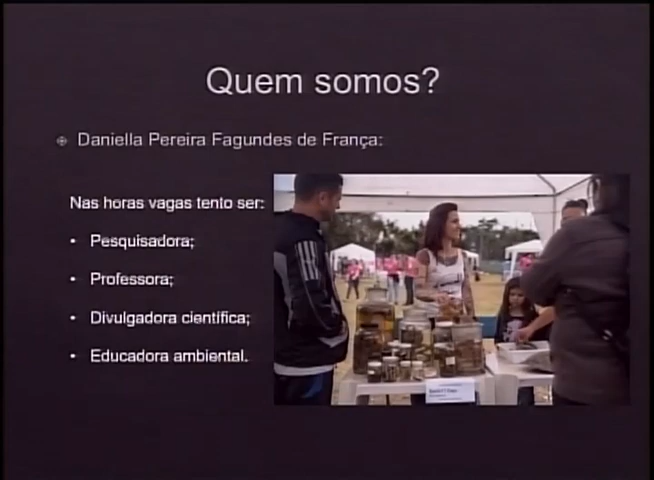 Quem somos?
Daniella Pereira Fagundes de França:
Nas horas vagas tento ser:
• Pesquisadora;
• Professora;
• Divulgadora científica;
• Educadora ambiental.